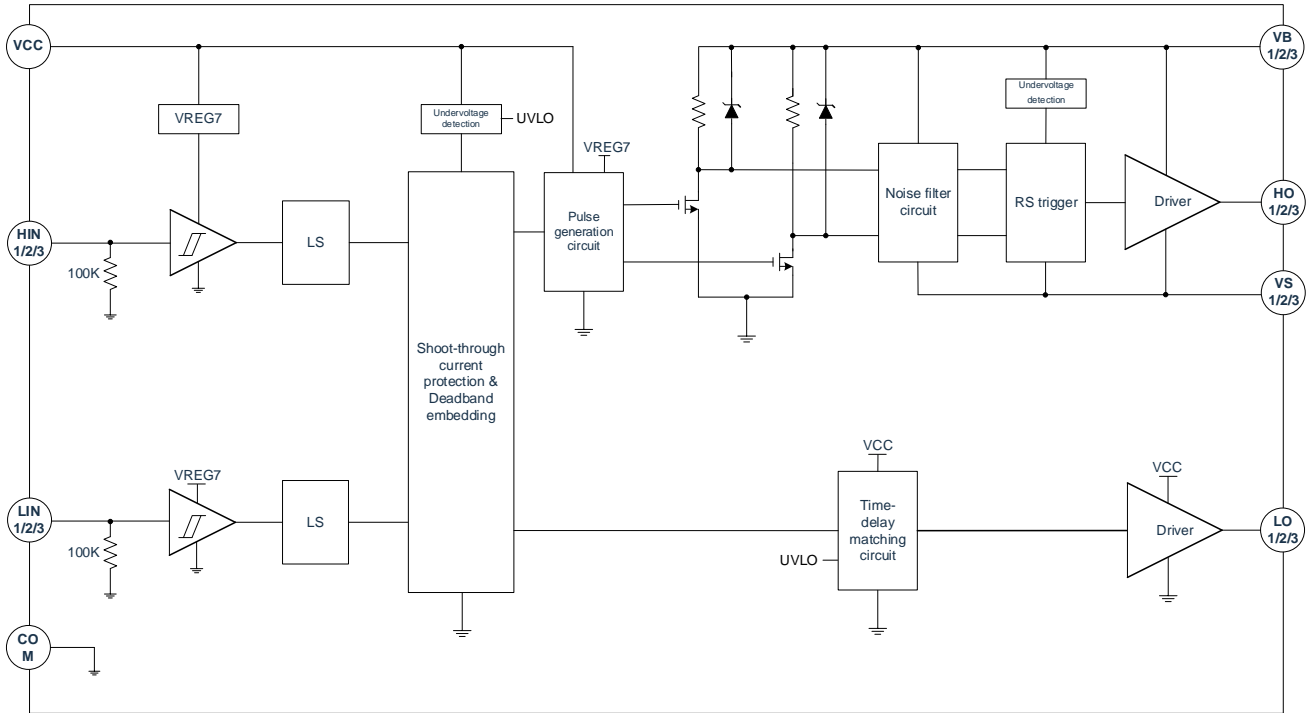 VCC
VB
1/2/3
VREG7
Undervoltage
detection
UVLO
Undervoltage
detection
VREG7
HIN
1/2/3
100K
LS
Pulse
generation
circuit
Noise filter
circuit
RS trigger
Driver
HO
1/2/3
VS
1/2/3
Shoot-through
current
protection &
Deadband
embedding
VREG7
LIN
1/2/3
100K
LS
VCC
Time-
delay
matching
circuit
UVLO
VCC
Driver
LO
1/2/3
CO
M